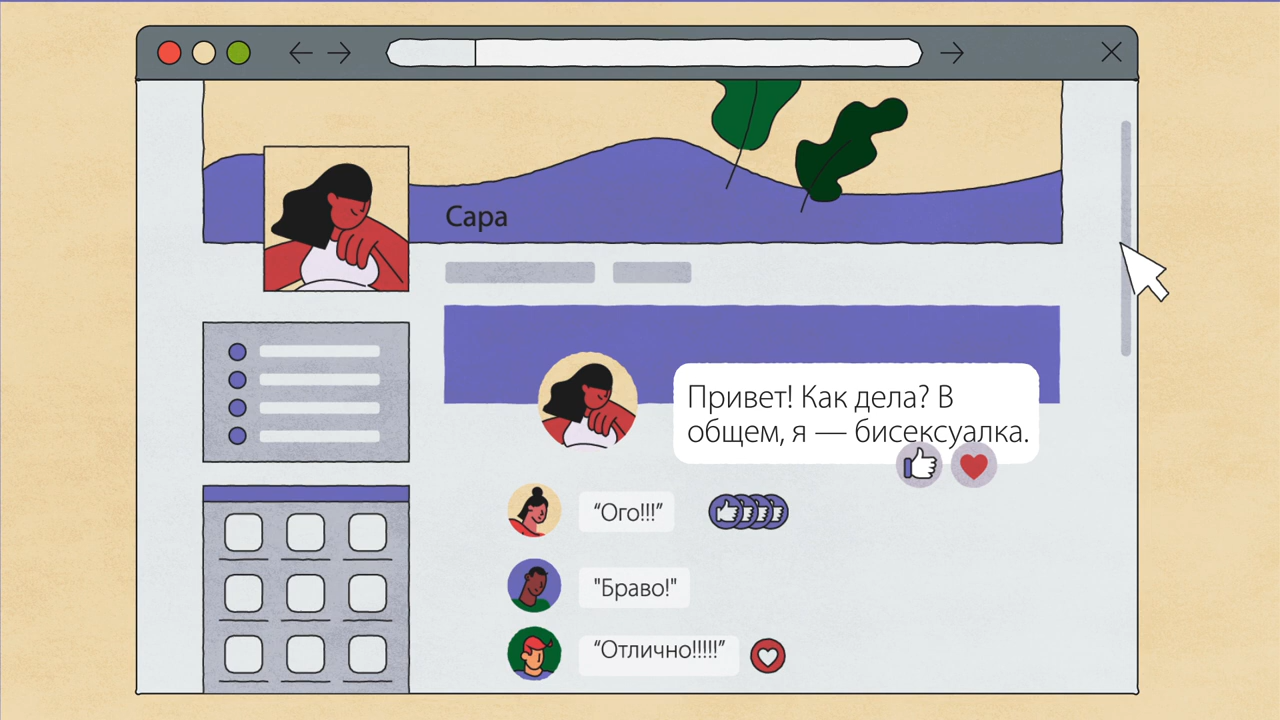 Сара
Привет! Как дела? В
общем, я — бисексуалка.
“Ого!!!”
"Браво!"
“Отлично!!!!!”